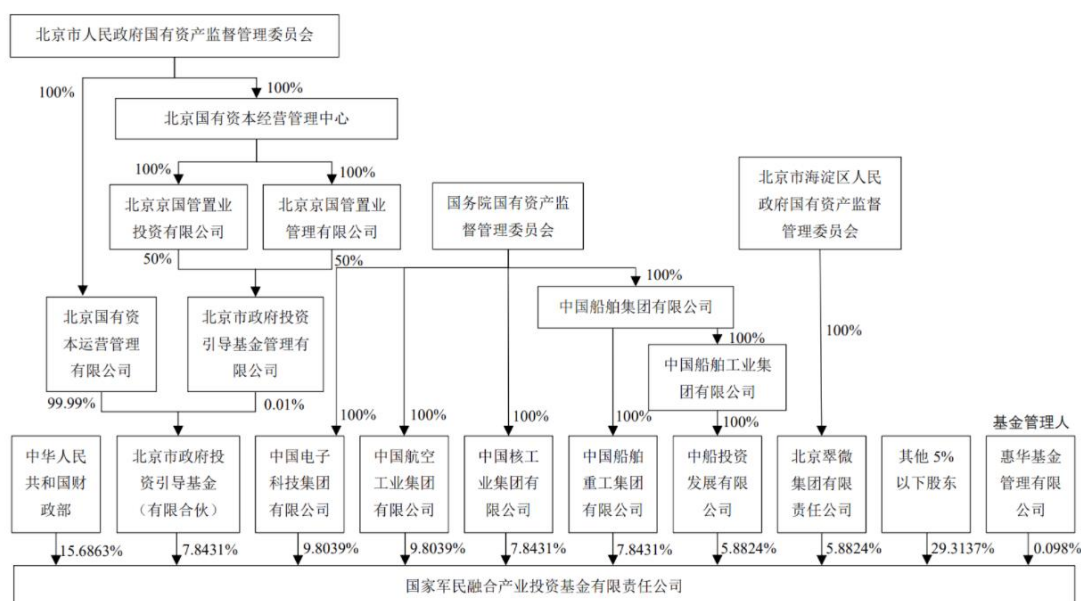 北京市人民政府国有资产监督管理委员会
100%
100%
北京国有资本经营管理中心
100%
100%
北京京国管置业
投资有限公司
北京京国管置业
管理有限公司
国务院国有资产监
督管理委员会
北京市海淀区人民
政府国有资产监督
管理委员会
50%
50%
100%
中国船舶集团有限公司
北京国有资
本运营管理
有限公司
北京市政府投资
引导基金管理有
限公司
100%
100%
中国船舶工业集
团有限公司
99.99%
0.01%
100%
100%
100%
100%
100%
基金管理人
中华人民
共和国财
政部
北京市政府投
资引导基金
（有限合伙）
中国电子
科技集团
有限公司
中国航空
工业集团
有限公司
中国核工
业集团有
限公司
中国船舶
重工集团
有限公司
中船投资
发展有限
公司
北京翠微
集团有限
责任公司
其他 5%
以下股东
惠华基金
管理有限
公司
15.6863%
7.8431%
9.8039%
9.8039%
7.8431%
7.8431%
5.8824%
5.8824%
29.3137%
0.098%
国家军民融合产业投资基金有限责任公司